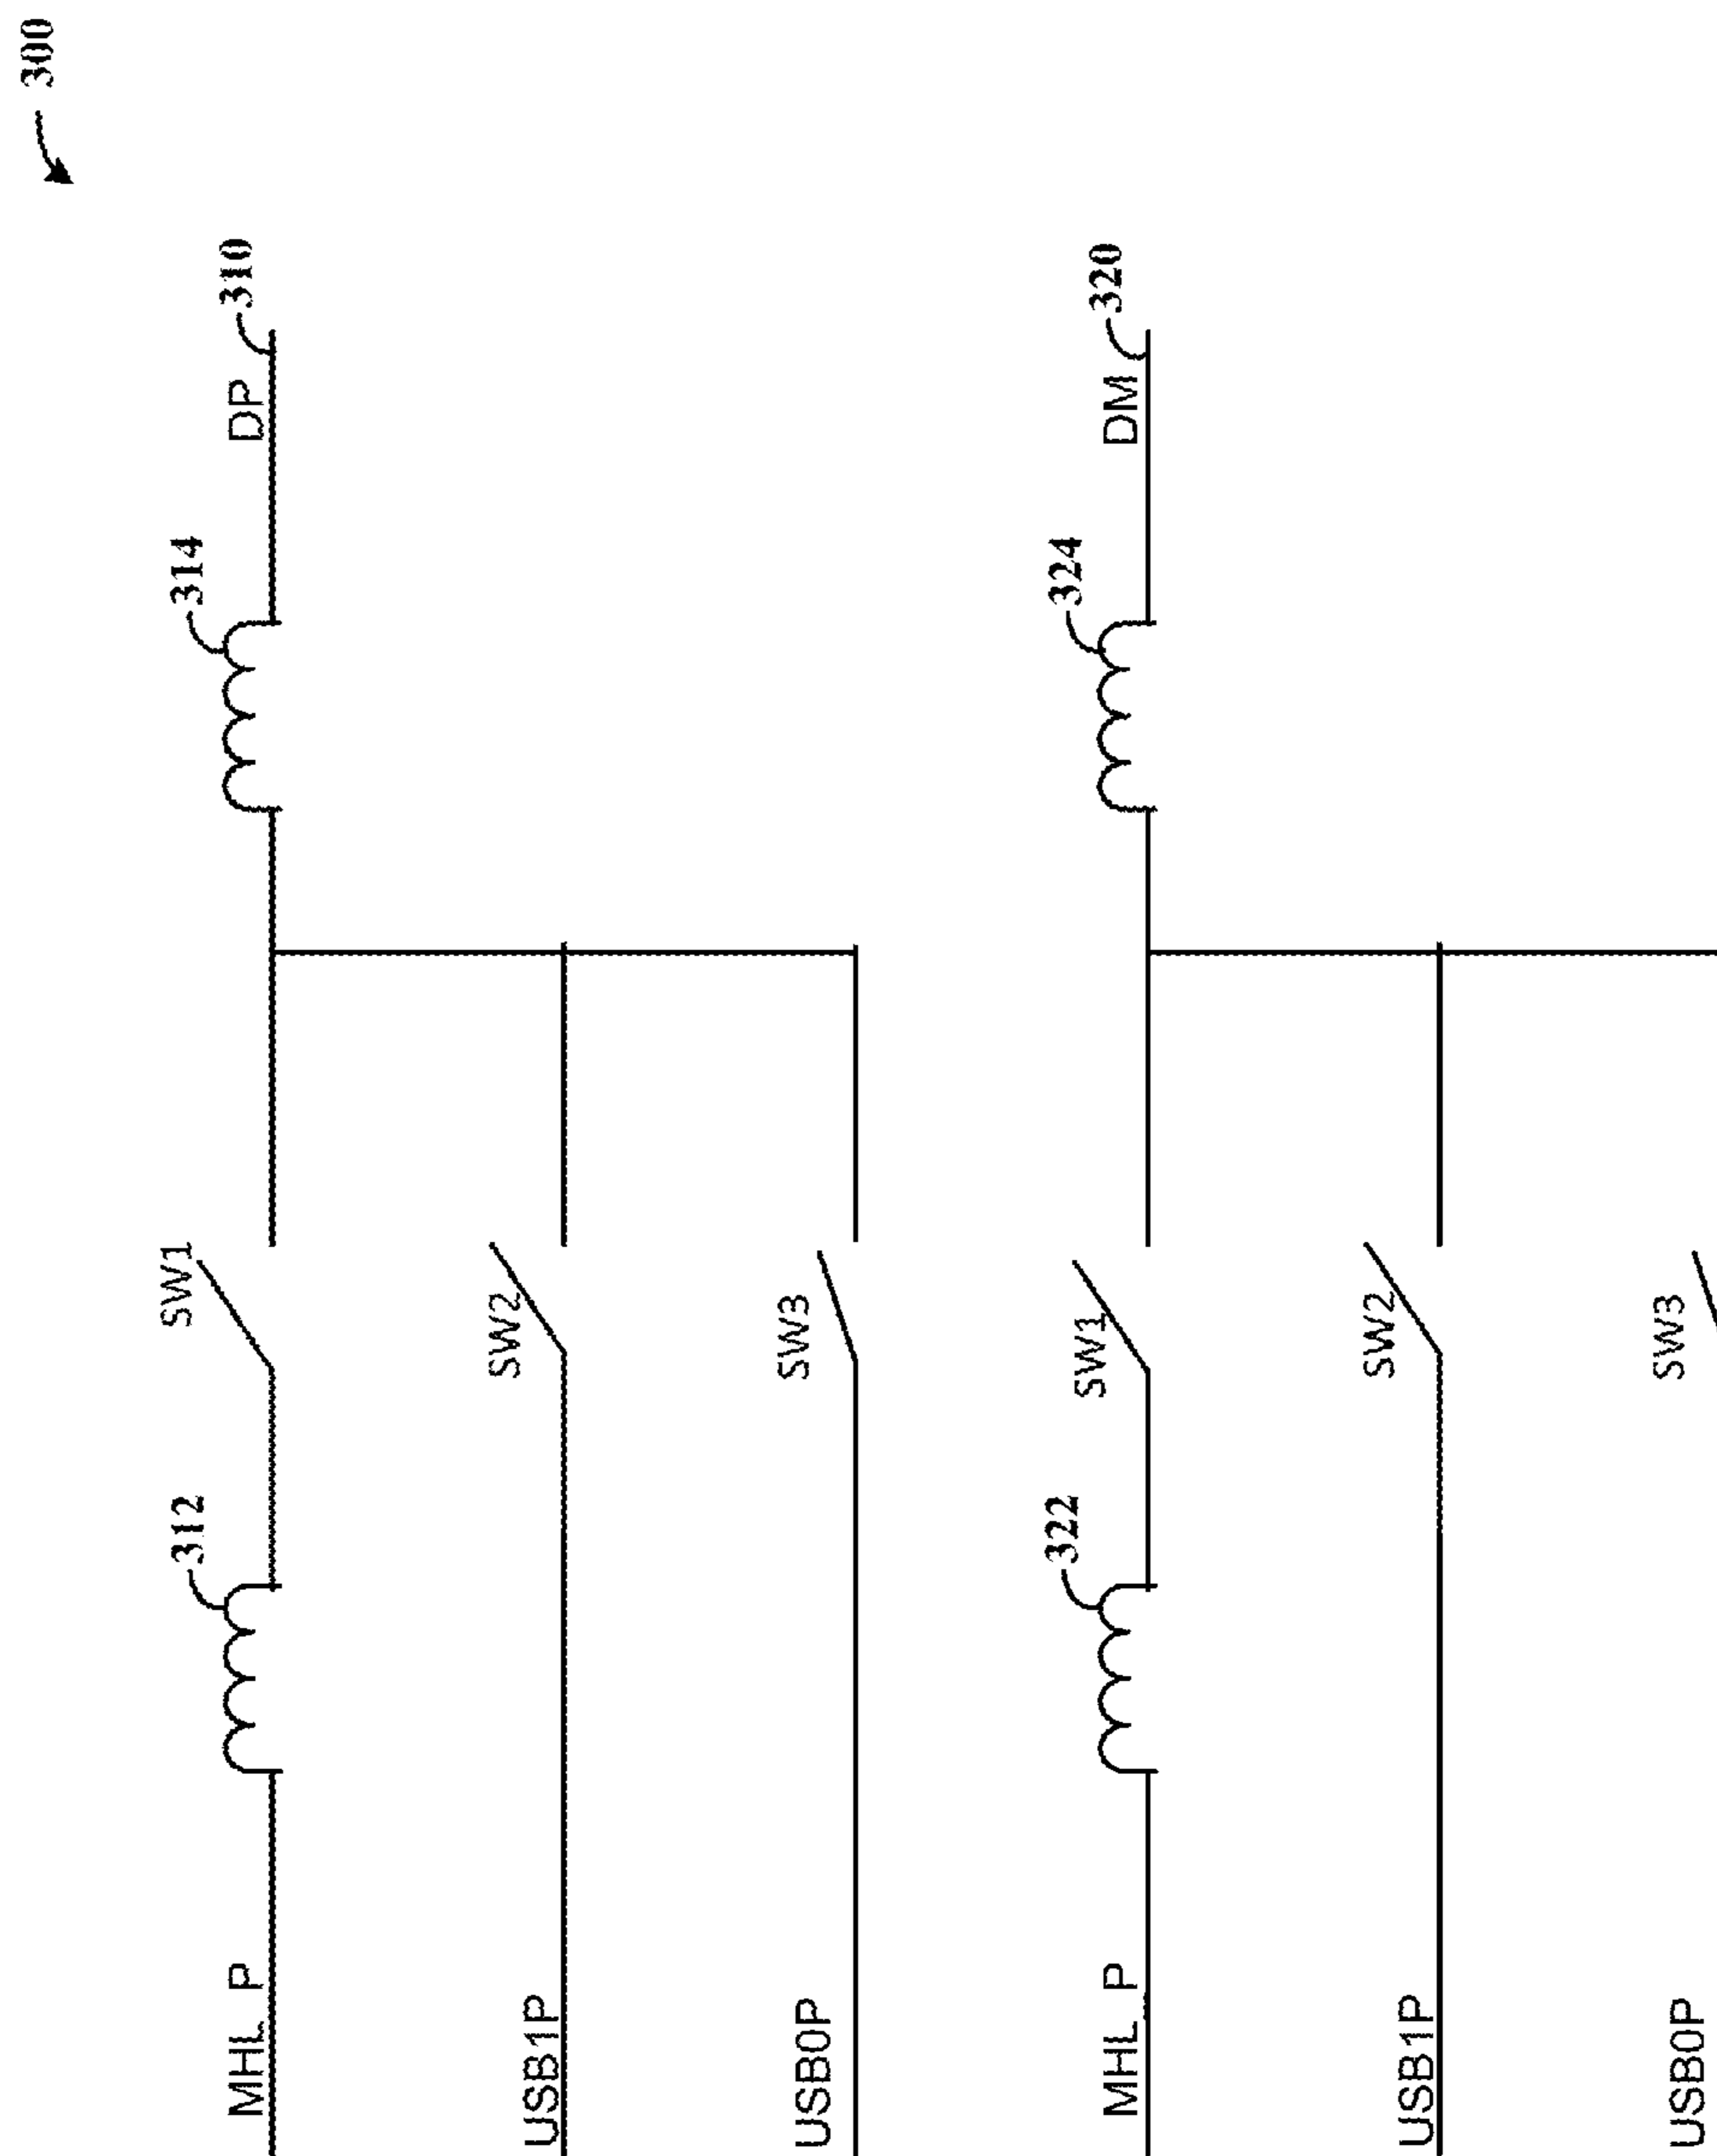 300
MHL_P
312
SW1
314
DP
310
USB1P
SW2
USB0P
SW3
MHL_P
322
SW1
324
DM
320
USB1P
SW2
USB0P
SW3